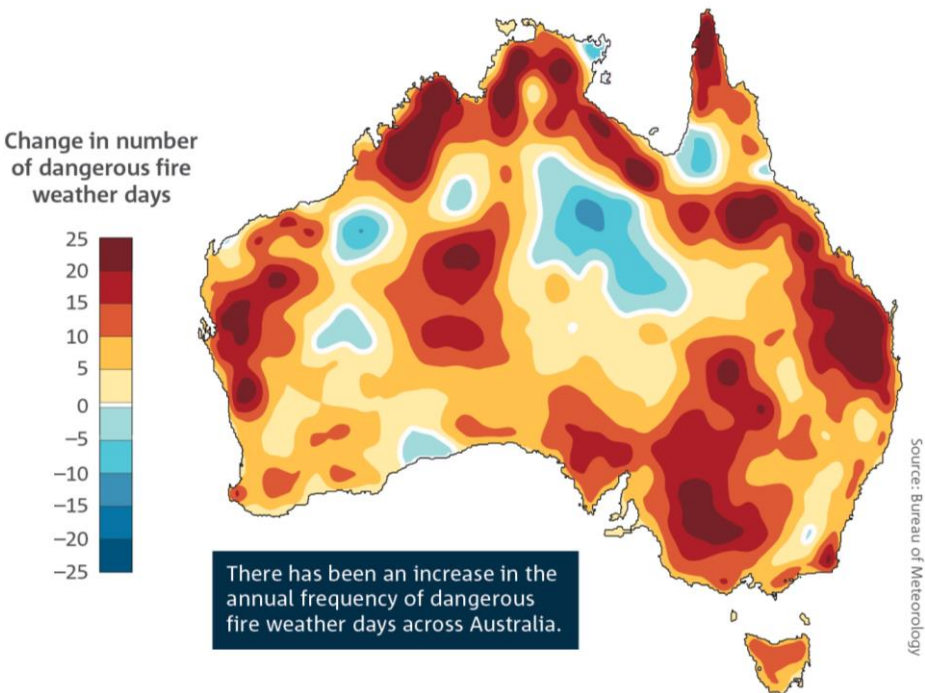 Change in number
of dangerous fire
weather days
25
20
15
10
5
0
−5
−10
−15
−20
−25
There has been an increase in the
annual frequency of dangerous
fire weather days across Australia.
Source: Bureau of Meteorology